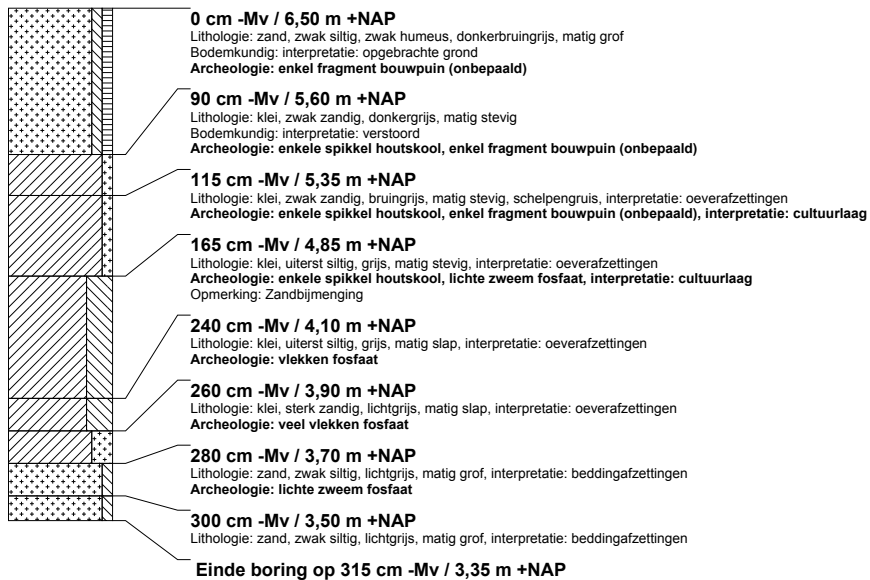 0 cm -Mv / 6,50 m +NAP
Lithologie: zand, zwak siltig, zwak humeus, donkerbruingrijs, matig grof
Bodemkundig: interpretatie: opgebrachte grond
Archeologie: enkel fragment bouwpuin (onbepaald)
90 cm -Mv / 5,60 m +NAP
Lithologie: klei, zwak zandig, donkergrijs, matig stevig
Bodemkundig: interpretatie: verstoord
Archeologie: enkele spikkel houtskool, enkel fragment bouwpuin (onbepaald)
115 cm -Mv / 5,35 m +NAP
Lithologie: klei, zwak zandig, bruingrijs, matig stevig, schelpengruis, interpretatie: oeverafzettingen
Archeologie: enkele spikkel houtskool, enkel fragment bouwpuin (onbepaald), interpretatie: cultuurlaag
165 cm -Mv / 4,85 m +NAP
Lithologie: klei, uiterst siltig, grijs, matig stevig, interpretatie: oeverafzettingen
Archeologie: enkele spikkel houtskool, lichte zweem fosfaat, interpretatie: cultuurlaag
Opmerking: Zandbijmenging
240 cm -Mv / 4,10 m +NAP
Lithologie: klei, uiterst siltig, grijs, matig slap, interpretatie: oeverafzettingen
Archeologie: vlekken fosfaat
260 cm -Mv / 3,90 m +NAP
Lithologie: klei, sterk zandig, lichtgrijs, matig slap, interpretatie: oeverafzettingen
Archeologie: veel vlekken fosfaat
280 cm -Mv / 3,70 m +NAP
Lithologie: zand, zwak siltig, lichtgrijs, matig grof, interpretatie: beddingafzettingen
Archeologie: lichte zweem fosfaat
300 cm -Mv / 3,50 m +NAP
Lithologie: zand, zwak siltig, lichtgrijs, matig grof, interpretatie: beddingafzettingen
Einde boring op 315 cm -Mv / 3,35 m +NAP